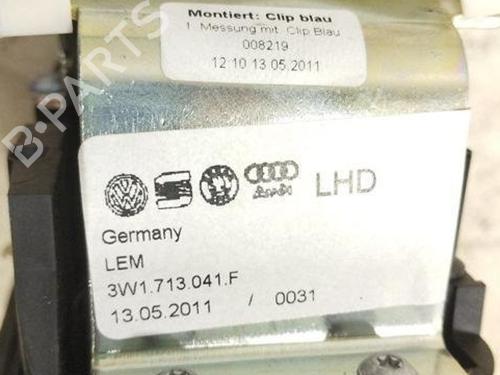 Montiert: Clip blau
1. Messung mit Clip Blau
008219
12:10 13.05.2011
B-PARTS
Audi
LHD
Germany
LEM
3W1.713.041.F
13.05.2011 / 0031